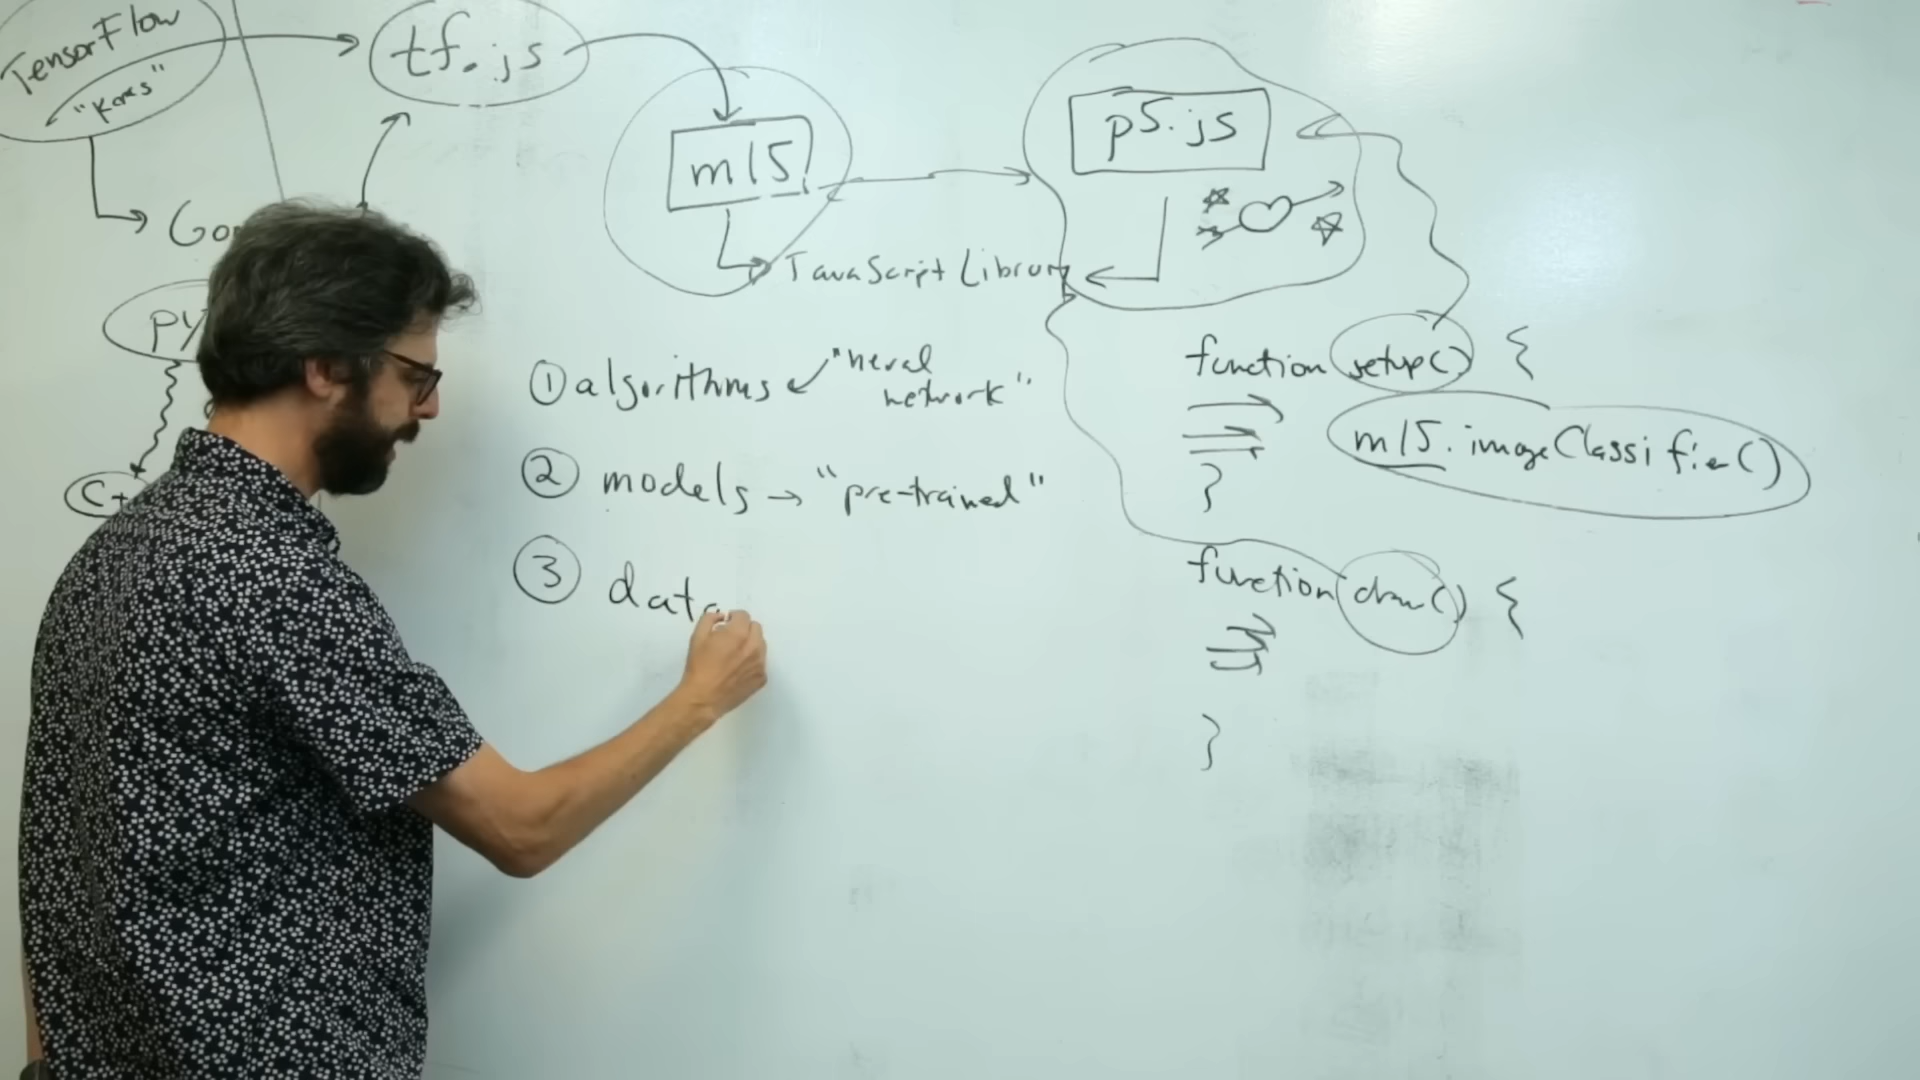 TensorFlow
"Keras"
tf.js
ml5
p5.js
JavaScript Library
① algorithms "neral
network"
② models → "pre-trained"
③ data
function setup() {
ml5.imageClassifier()
}
function draw() {
}